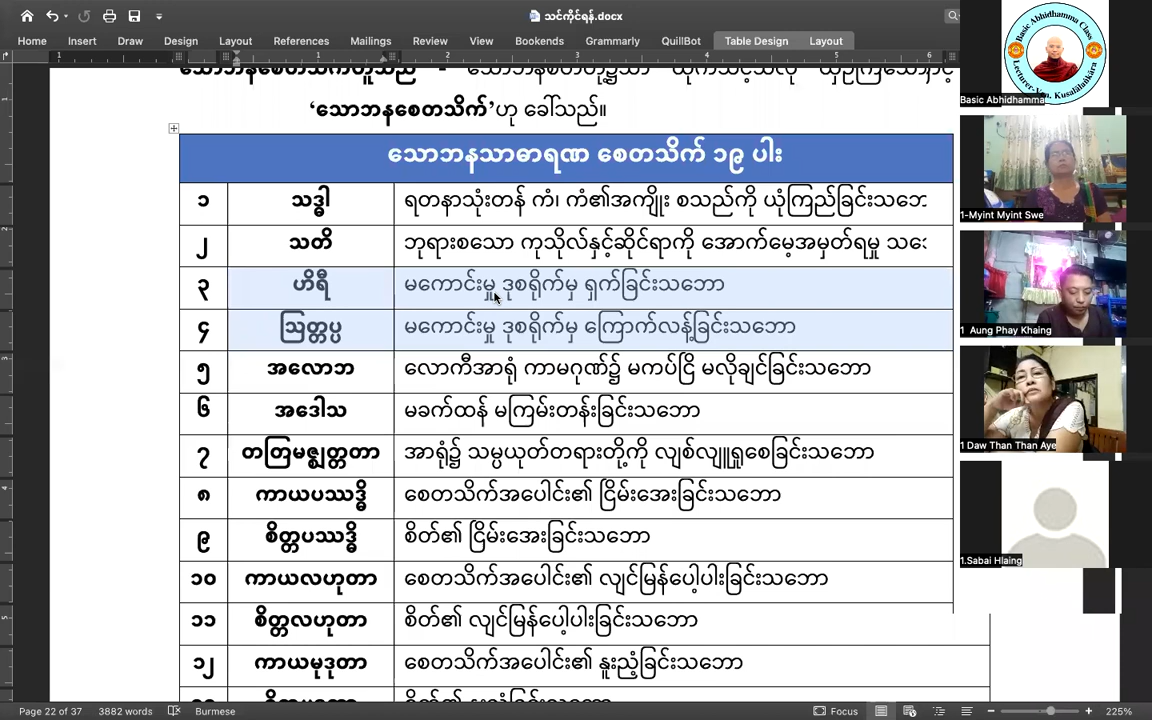 သင်ကိုင်ရန်.docx
Home Insert Draw Design Layout References Mailings Review View Bookends Grammarly QuillBot Table Design Layout
'သောဘနစေတသိက်'ဟု ခေါ်သည်။
သောဘနသာဓာရဏ စေတသိက် ၁၉ ပါး
၁ သဒ္ဓါ ရတနာသုံးတန် ကံ၊ ကံ၏အကျိုး စသည်ကို ယုံကြည်ခြင်းသဘော
၂ သတိ ဘုရားစသော ကုသိုလ်နှင့်ဆိုင်ရာကို အောက်မေ့အမှတ်ရမှု
၃ ဟိရီ မကောင်းမှု ဒုစရိုက်မှ ရှက်ခြင်းသဘော
၄ ဩတ္တပ္ပ မကောင်းမှု ဒုစရိုက်မှ ကြောက်လန့်ခြင်းသဘော
၅ အလောဘ လောကီအာရုံ ကာမဂုဏ်၌ မကပ်ငြိ မလိုချင်ခြင်းသဘော
၆ အဒေါသ မခက်ထန် မကြမ်းတန်းခြင်းသဘော
၇ တတြမဇ္ဈတ္တတာ အာရုံ၌ သမ္ပယုတ်တရားတို့ကို လျစ်လျူရှုစေခြင်းသဘော
၈ ကာယပဿဒ္ဓိ စေတသိက်အပေါင်း၏ ငြိမ်းအေးခြင်းသဘော
၉ စိတ္တပဿဒ္ဓိ စိတ်၏ ငြိမ်းအေးခြင်းသဘော
၁၀ ကာယလဟုတာ စေတသိက်အပေါင်း၏ လျင်မြန်ပေါ့ပါးခြင်းသဘော
၁၁ စိတ္တလဟုတာ စိတ်၏ လျင်မြန်ပေါ့ပါးခြင်းသဘော
၁၂ ကာယမုဒုတာ စေတသိက်အပေါင်း၏ နူးညံ့ခြင်းသဘော
Page 22 of 37 3882 words Burmese Focus 225%
Basic Abhidhamma Class
Lecturer-Ven. Kusalālaṅkāra
Basic Abhidhamma
1-Myint Myint Swe
1 Aung Phay Khaing
1 Daw Than Than Aye
1.Sabai Hlaing